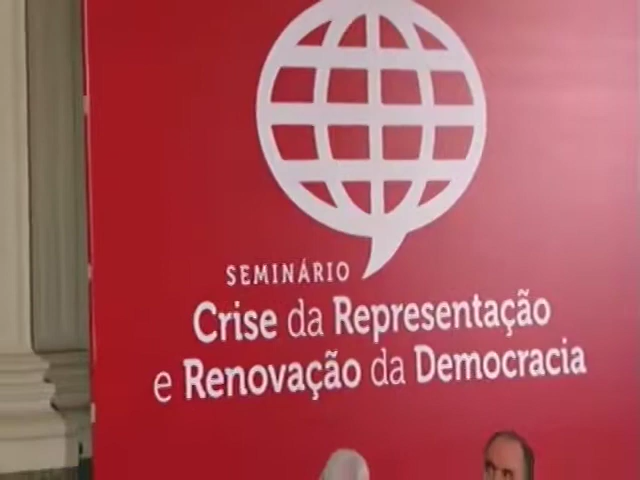 SEMINÁRIO
Crise da Representação
e Renovação da Democracia